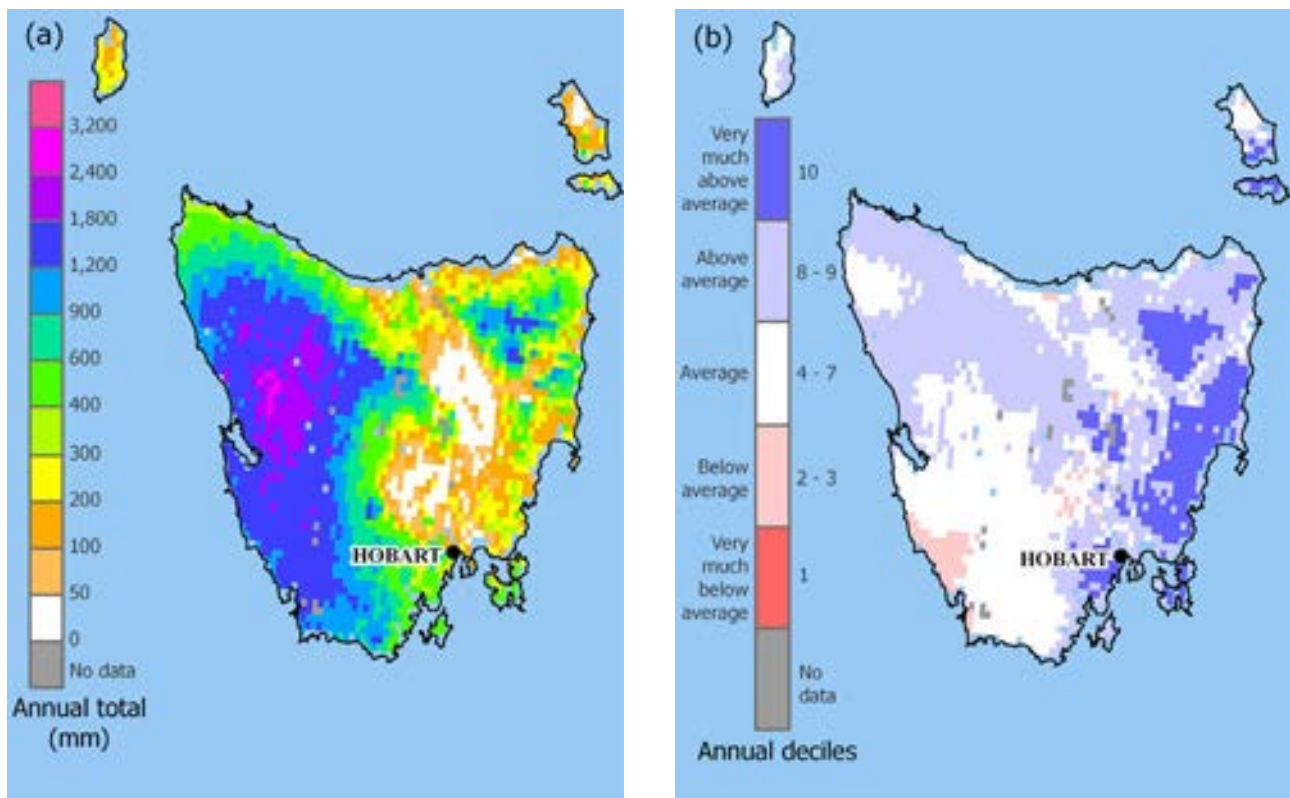 (a)
3,200
2,400
1,800
1,200
900
600
400
300
200
100
50
0
No data
Annual total
(mm)
HOBART
(b)
Very
much
above
average
10
Above
average
8 - 9
Average
4 - 7
Below
average
2 - 3
Very
much
below
average
1
No
data
Annual deciles
HOBART